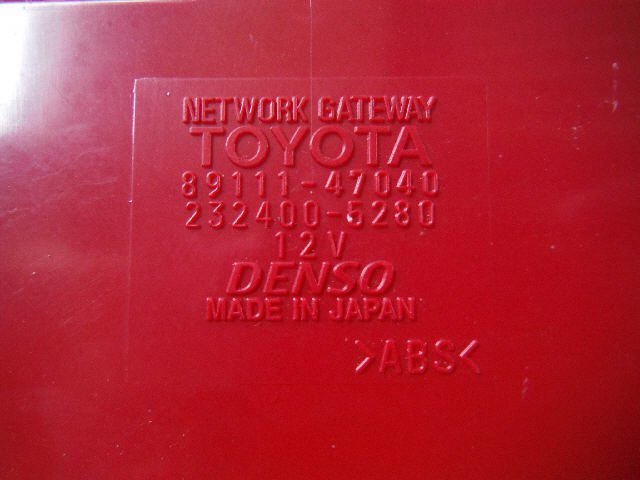 NETWORK GATEWAY
TOYOTA
89111-47040
232400-5280
12V
DENSO
MADE IN JAPAN
>ABS<